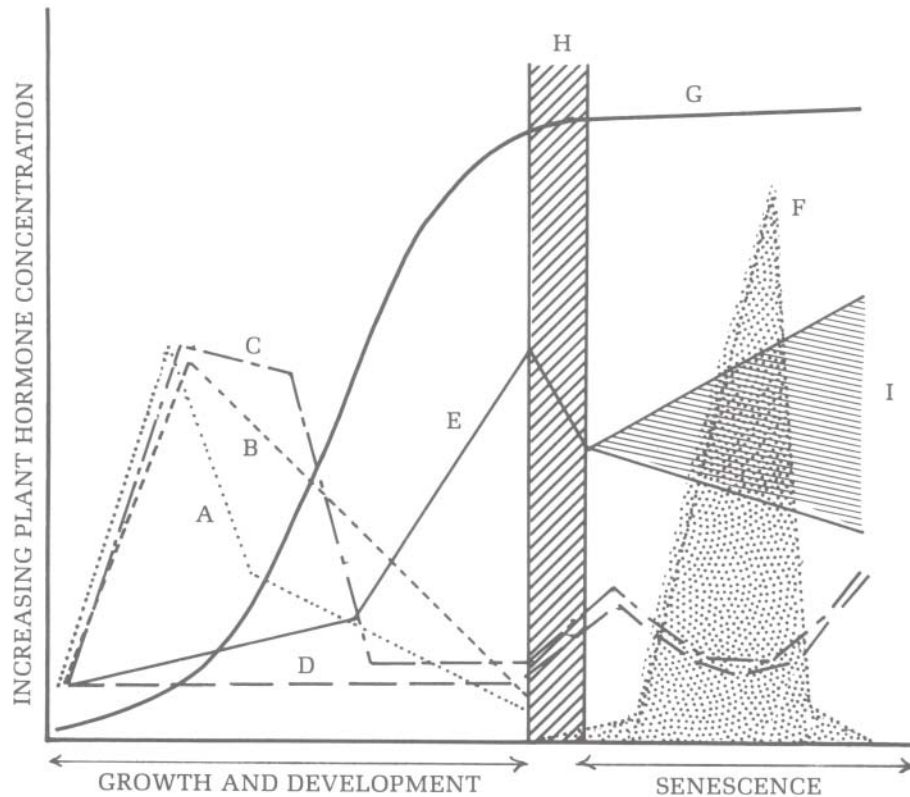 H
G
F
C
I
E
B
A
D
INCREASING PLANT HORMONE CONCENTRATION
GROWTH AND DEVELOPMENT
SENESCENCE